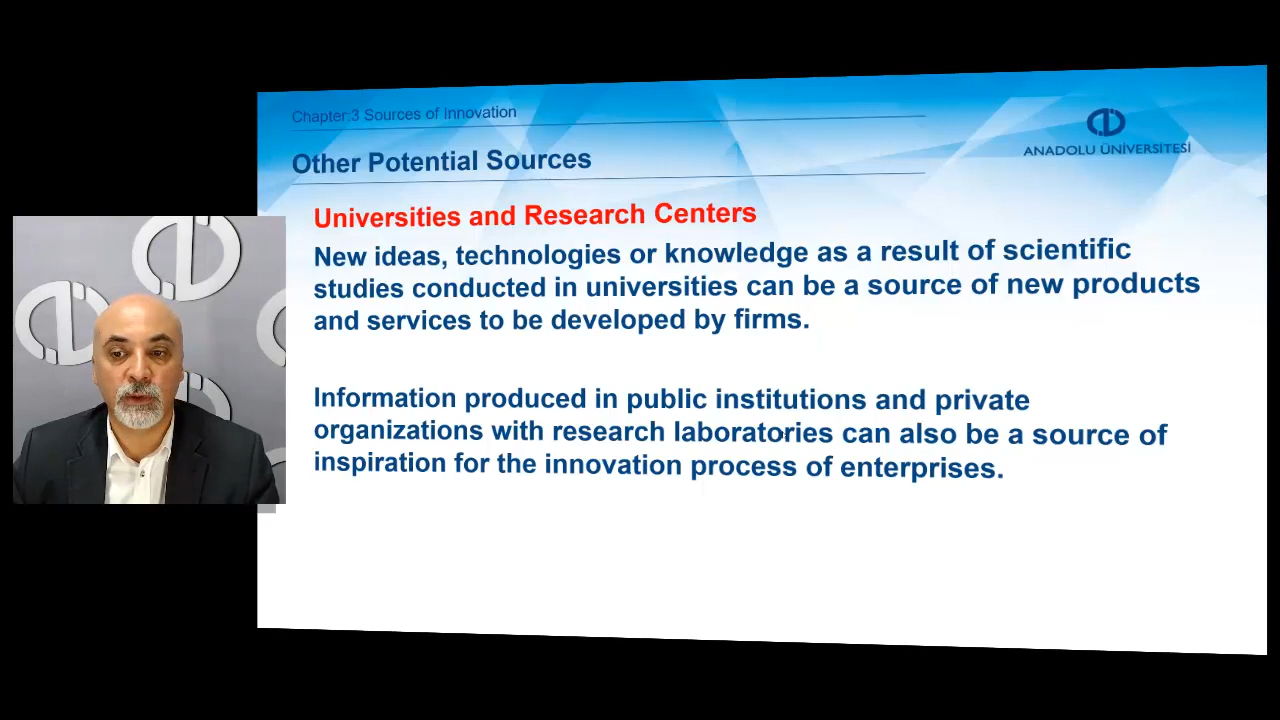 Chapter:3 Sources of Innovation
ANADOLU ÜNİVERSİTESİ
Other Potential Sources
Universities and Research Centers
New ideas, technologies or knowledge as a result of scientific
studies conducted in universities can be a source of new products
and services to be developed by firms.
Information produced in public institutions and private
organizations with research laboratories can also be a source of
inspiration for the innovation process of enterprises.